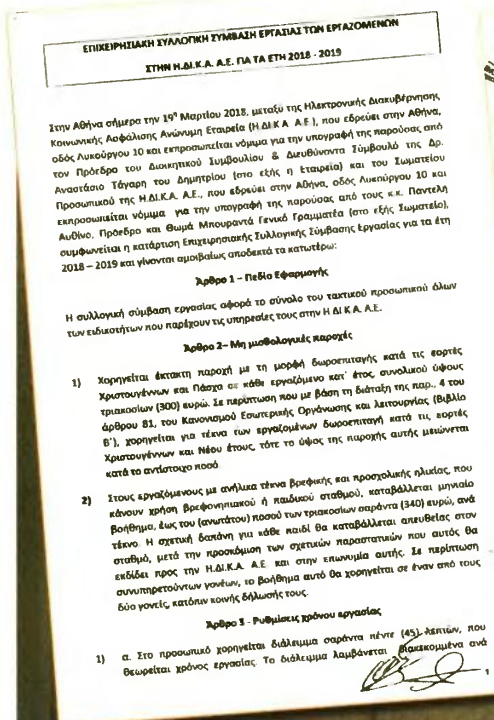 ΕΠΙΧΕΙΡΗΣΙΑΚΗ ΣΥΛΛΟΓΙΚΗ ΣΥΜΒΑΣΗ ΕΡΓΑΣΙΑΣ ΤΩΝ ΕΡΓΑΖΟΜΕΝΩΝ
ΣΤΗΝ Η.ΔΙ.Κ.Α. Α.Ε. ΓΙΑ ΤΑ ΕΤΗ 2018 - 2019
Στην Αθήνα σήμερα την 19η Μαρτίου 2018, μεταξύ της Ηλεκτρονικής Διακυβέρνησης
Κοινωνικής Ασφάλισης Ανώνυμη Εταιρεία (Η.ΔΙ.Κ.Α. Α.Ε.), που εδρεύει στην Αθήνα,
οδός Λυκούργου 10 και εκπροσωπείται νόμιμα για την υπογραφή της παρούσας από
τον Πρόεδρο του Διοικητικού Συμβουλίου & Διευθύνοντα Σύμβουλό της Δρ.
Αναστάσιο Τάγαρη του Δημητρίου (στο εξής η Εταιρεία) και του Σωματείου
Προσωπικού της Η.ΔΙ.Κ.Α. Α.Ε., που εδρεύει στην Αθήνα, οδός Λυκούργου 10 και
εκπροσωπείται νόμιμα για την υπογραφή της παρούσας από τους κ.κ. Παντελή
Αυθίνο, Πρόεδρο και Θωμά Μπουραντά Γενικό Γραμματέα (στο εξής Σωματείο),
συμφωνείται η κατάρτιση Επιχειρησιακής Συλλογικής Σύμβασης Εργασίας για τα έτη
2018 – 2019 και γίνονται αμοιβαίως αποδεκτά τα κατωτέρω:
Άρθρο 1 – Πεδίο Εφαρμογής
Η συλλογική σύμβαση εργασίας αφορά το σύνολο του τακτικού προσωπικού όλων
των ειδικοτήτων που παρέχουν τις υπηρεσίες τους στην Η.ΔΙ.Κ.Α. Α.Ε.
Άρθρο 2– Μη μισθολογικές παροχές
1) Χορηγείται έκτακτη παροχή με τη μορφή δωροεπιταγής κατά τις εορτές
Χριστουγέννων και Πάσχα σε κάθε εργαζόμενο κατ' έτος, συνολικού ύψους
τριακοσίων (300) ευρώ. Σε περίπτωση που με βάση τη διάταξη της παρ., 4 του
άρθρου 81, του Κανονισμού Εσωτερικής Οργάνωσης και λειτουργίας (Βιβλίο
Β'), χορηγείται για τέκνα των εργαζομένων δωροεπιταγή κατά τις εορτές
Χριστουγέννων και Νέου έτους, τότε το ύψος της παροχής αυτής μειώνεται
κατά το αντίστοιχο ποσό.
2) Στους εργαζόμενους με ανήλικα τέκνα βρεφικής και προσχολικής ηλικίας, που
κάνουν χρήση βρεφονηπιακού ή παιδικού σταθμού, καταβάλλεται μηνιαίο
βοήθημα, έως του (ανωτάτου) ποσού των τριακοσίων σαράντα (340) ευρώ, ανά
τέκνο. Η σχετική δαπάνη για κάθε παιδί θα καταβάλλεται απευθείας στον
σταθμό, μετά την προσκόμιση των σχετικών παραστατικών που αυτός θα
εκδίδει προς την Η.ΔΙ.Κ.Α. Α.Ε. και στην επωνυμία αυτής. Σε περίπτωση
συνυπηρετούντων γονέων, το βοήθημα αυτό θα χορηγείται σε έναν από τους
δύο γονείς, κατόπιν κοινής δήλωσής τους.
Άρθρο 3 - Ρυθμίσεις χρόνου εργασίας
1) α. Στο προσωπικό χορηγείται διάλειμμα σαράντα πέντε (45) λεπτών, που
θεωρείται χρόνος εργασίας. Το διάλειμμα λαμβάνεται διακεκομμένα ανά
1